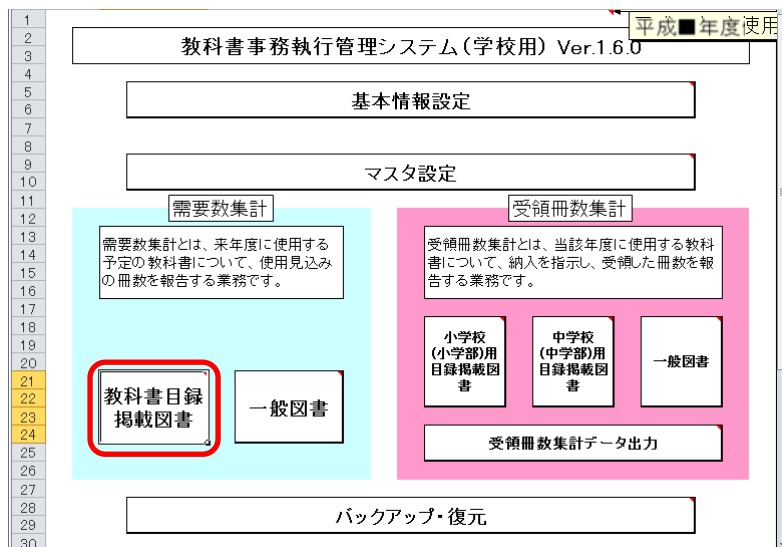 平成■年度使用
教科書事務執行管理システム(学校用) Ver.1.6.0
基本情報設定
マスタ設定
需要数集計
需要数集計とは、来年度に使用する
予定の教科書について、使用見込み
の冊数を報告する業務です。
教科書目録
掲載図書
一般図書
受領冊数集計
受領冊数集計とは、当該年度に使用する教科
書について、納入を指示し、受領した冊数を報
告する業務です。
小学校
(小学部)用
目録掲載図
書
中学校
(中学部)用
目録掲載図
書
一般図書
受領冊数集計データ出力
バックアップ・復元
1
2
3
4
5
6
7
8
9
10
11
12
13
14
15
16
17
18
19
20
21
22
23
24
25
26
27
28
29
30